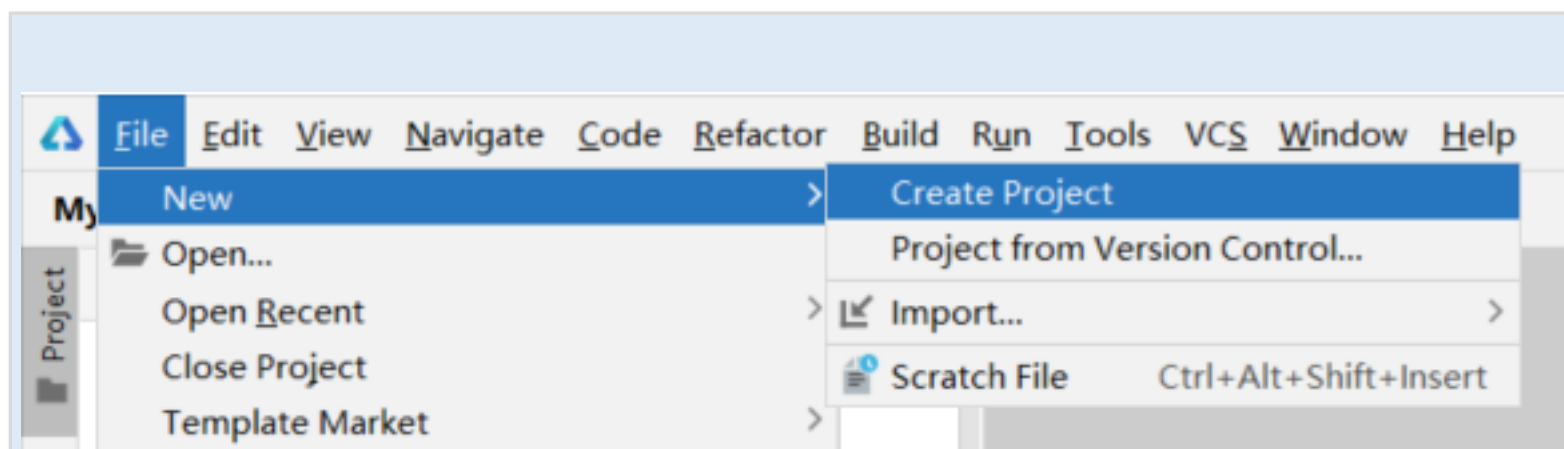 File Edit View Navigate Code Refactor Build Run Tools VCS Window Help
My
New
Create Project
Open...
Project from Version Control...
Project
Open Recent
Import...
Close Project
Scratch File Ctrl+Alt+Shift+Insert
Template Market